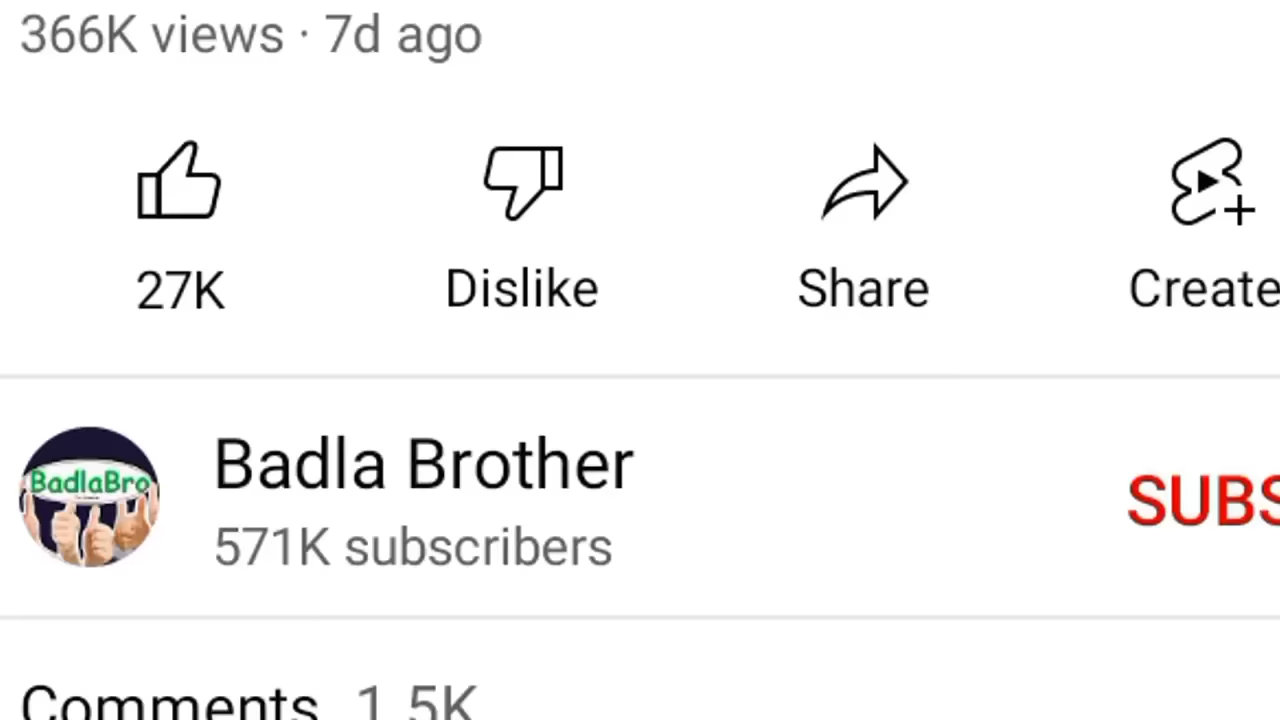 366K views · 7d ago
27K Dislike Share Create
BadlaBro
Badla Brother
SUBS
571K subscribers
Comments 1.5K